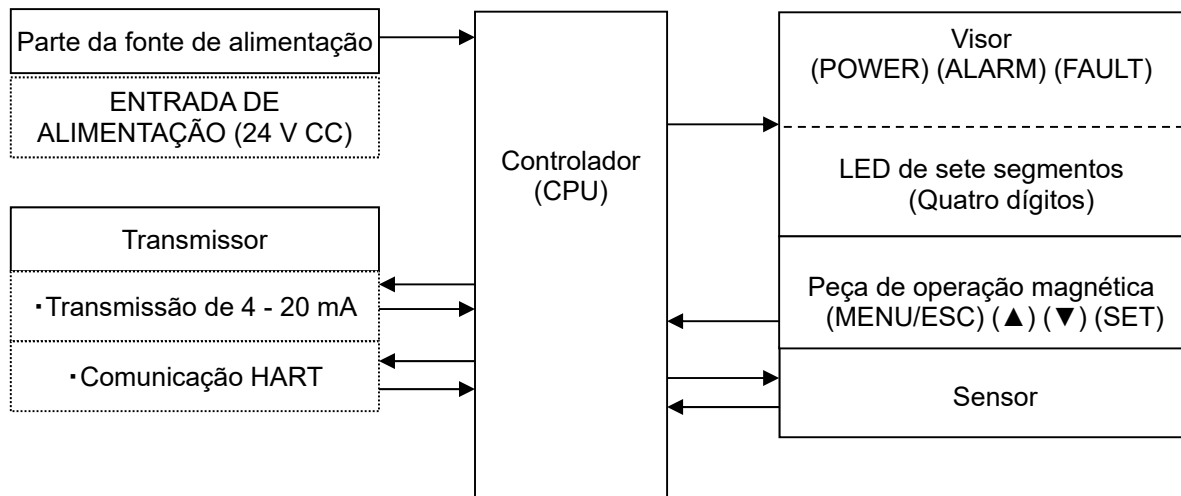 Parte da fonte de alimentação
ENTRADA DE
ALIMENTAÇÃO (24 V CC)
Transmissor
・Transmissão de 4 - 20 mA
・Comunicação HART
Controlador
(CPU)
Visor
(POWER) (ALARM) (FAULT)
LED de sete segmentos
(Quatro dígitos)
Peça de operação magnética
(MENU/ESC) (▲) (▼) (SET)
Sensor